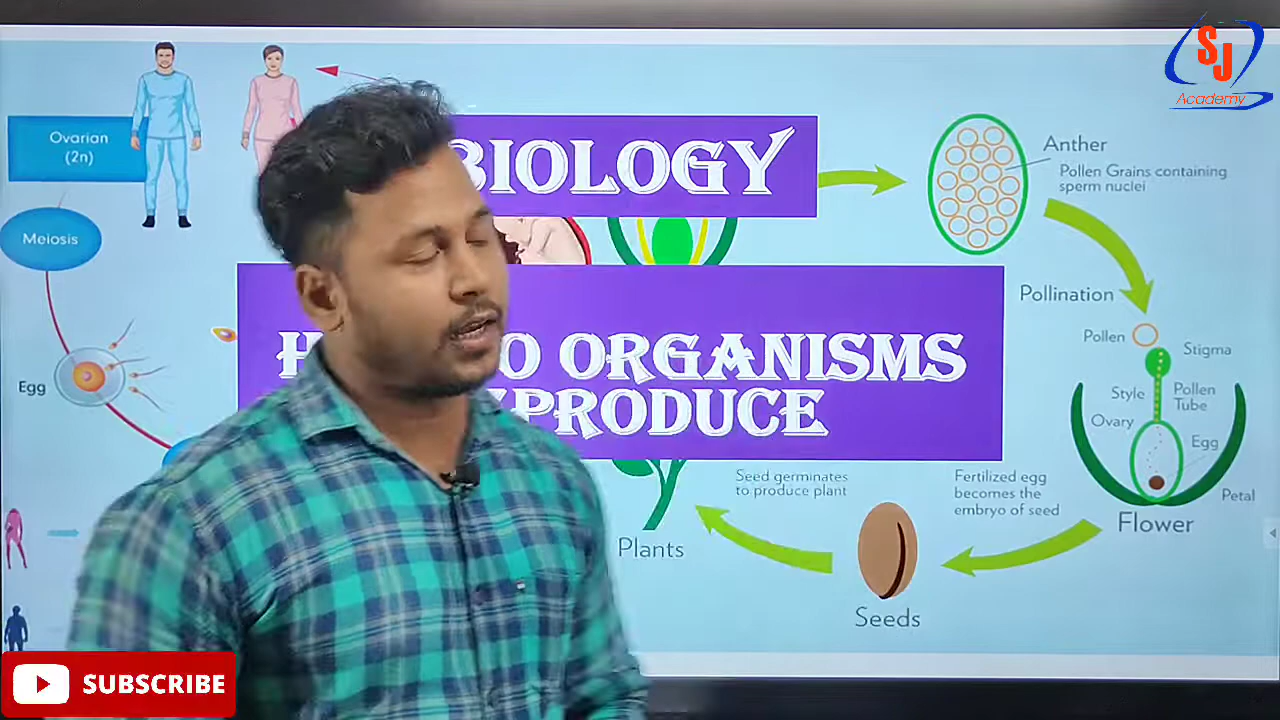 SJ
Academy
Ovarian
(2n)
Meiosis
Egg
BIOLOGY
ORGANISMS
Anther
Pollen Grains containing
sperm nuclei
Pollination
Pollen
Stigma
Style
Pollen
Tube
Ovary
Egg
Petal
Flower
Fertilized egg
becomes the
embryo of seed
Seeds
Seed germinates
to produce plant
Plants
SUBSCRIBE